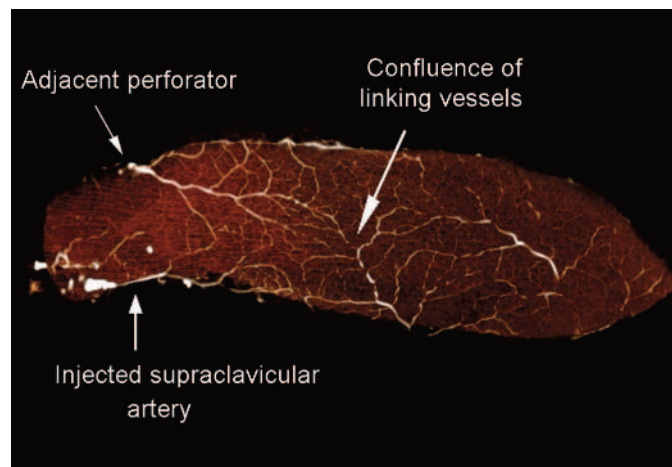 Adjacent perforator
Confluence of
linking vessels
Injected supraclavicular
artery